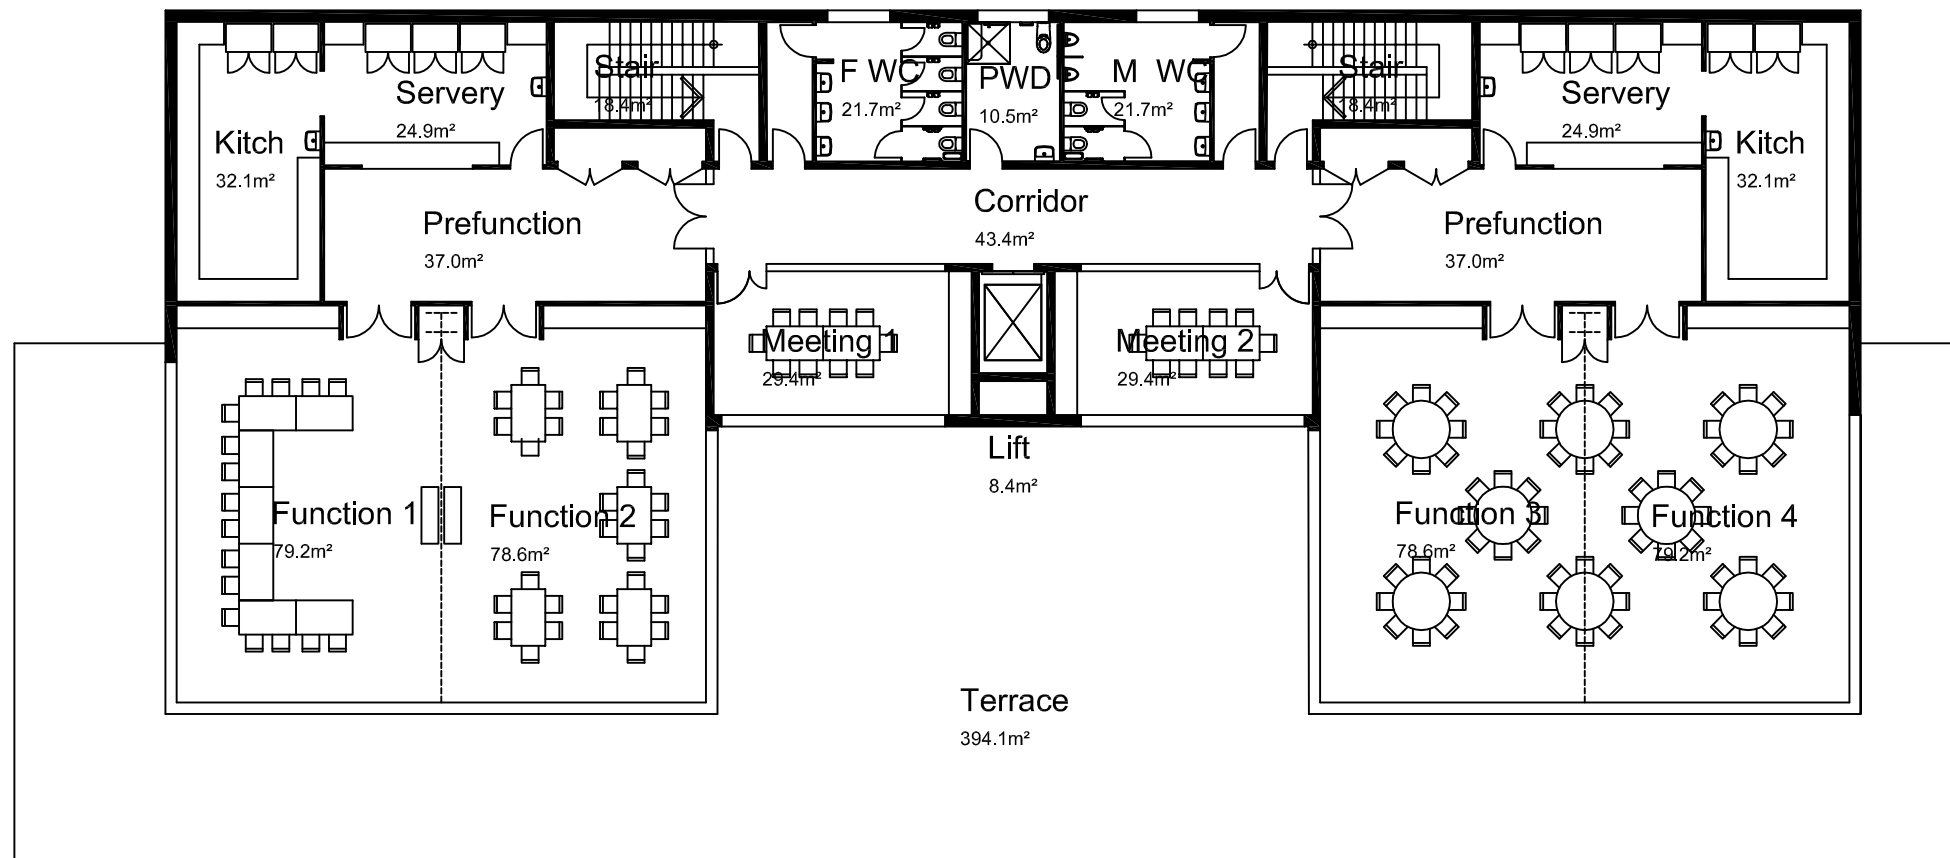 Stair
18.4m²
F WC
21.7m²
PWD
10.5m²
M WC
21.7m²
Stair
18.4m²
Servery
24.9m²
Servery
24.9m²
Kitch
32.1m²
Kitch
32.1m²
Prefunction
37.0m²
Corridor
43.4m²
Prefunction
37.0m²
Meeting 1
29.4m²
Meeting 2
29.4m²
Lift
8.4m²
Function 1
79.2m²
Function 2
78.6m²
Function 3
78.6m²
Function 4
79.2m²
Terrace
394.1m²